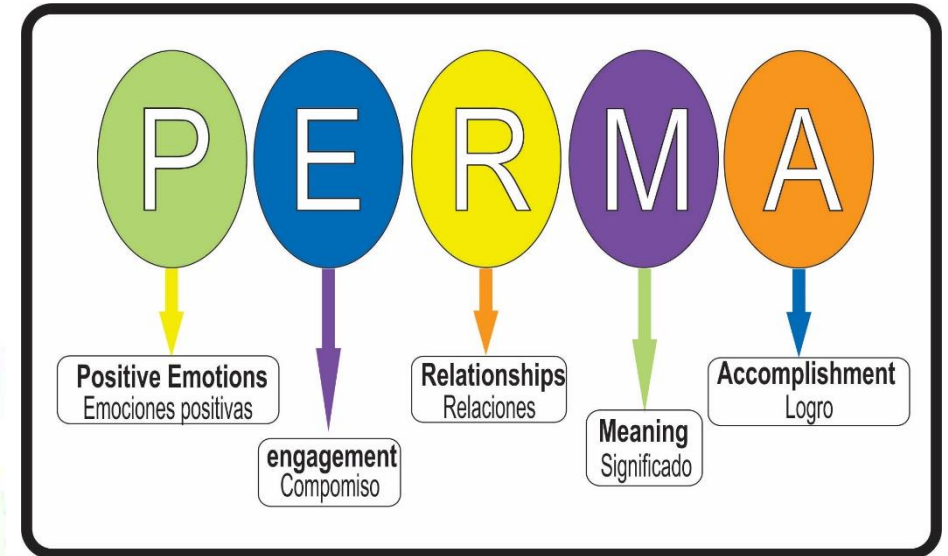 P E R M A
Positive Emotions
Emociones positivas
engagement
Compomiso
Relationships
Relaciones
Meaning
Significado
Accomplishment
Logro